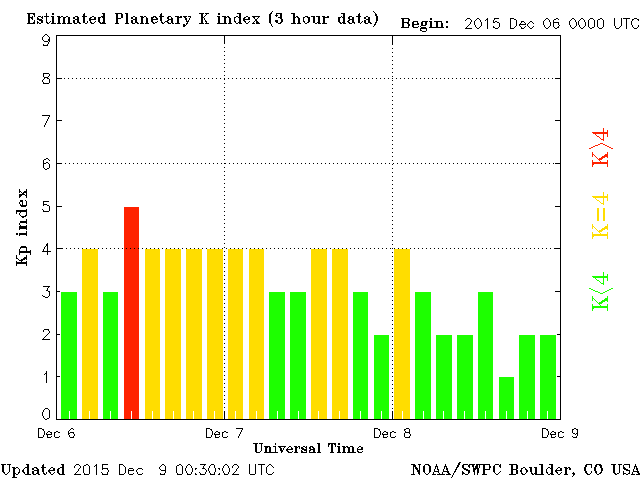 Estimated Planetary K index (3 hour data)
Begin: 2015 Dec 06 0000 UTC
9
8
7
6
5
4
3
2
1
0
Kp index
K>4
K=4
K<4
Dec 6
Dec 7
Dec 8
Dec 9
Universal Time
Updated 2015 Dec 9 00:30:02 UTC
NOAA/SWPC Boulder, CO USA